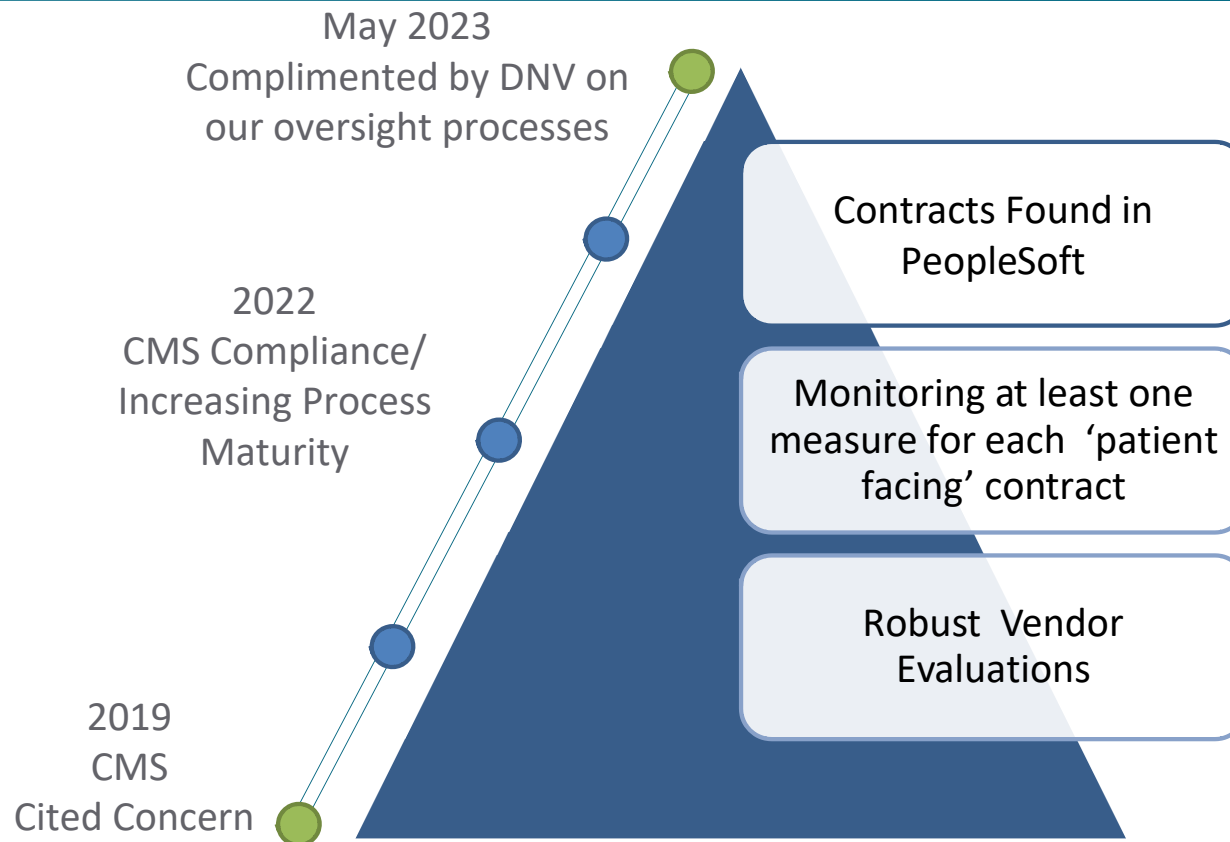 May 2023
Complimented by DNV on
our oversight processes
Contracts Found in
PeopleSoft
2022
CMS Compliance/
Increasing Process
Maturity
Monitoring at least one
measure for each ‘patient
facing’ contract
Robust Vendor
Evaluations
2019
CMS
Cited Concern